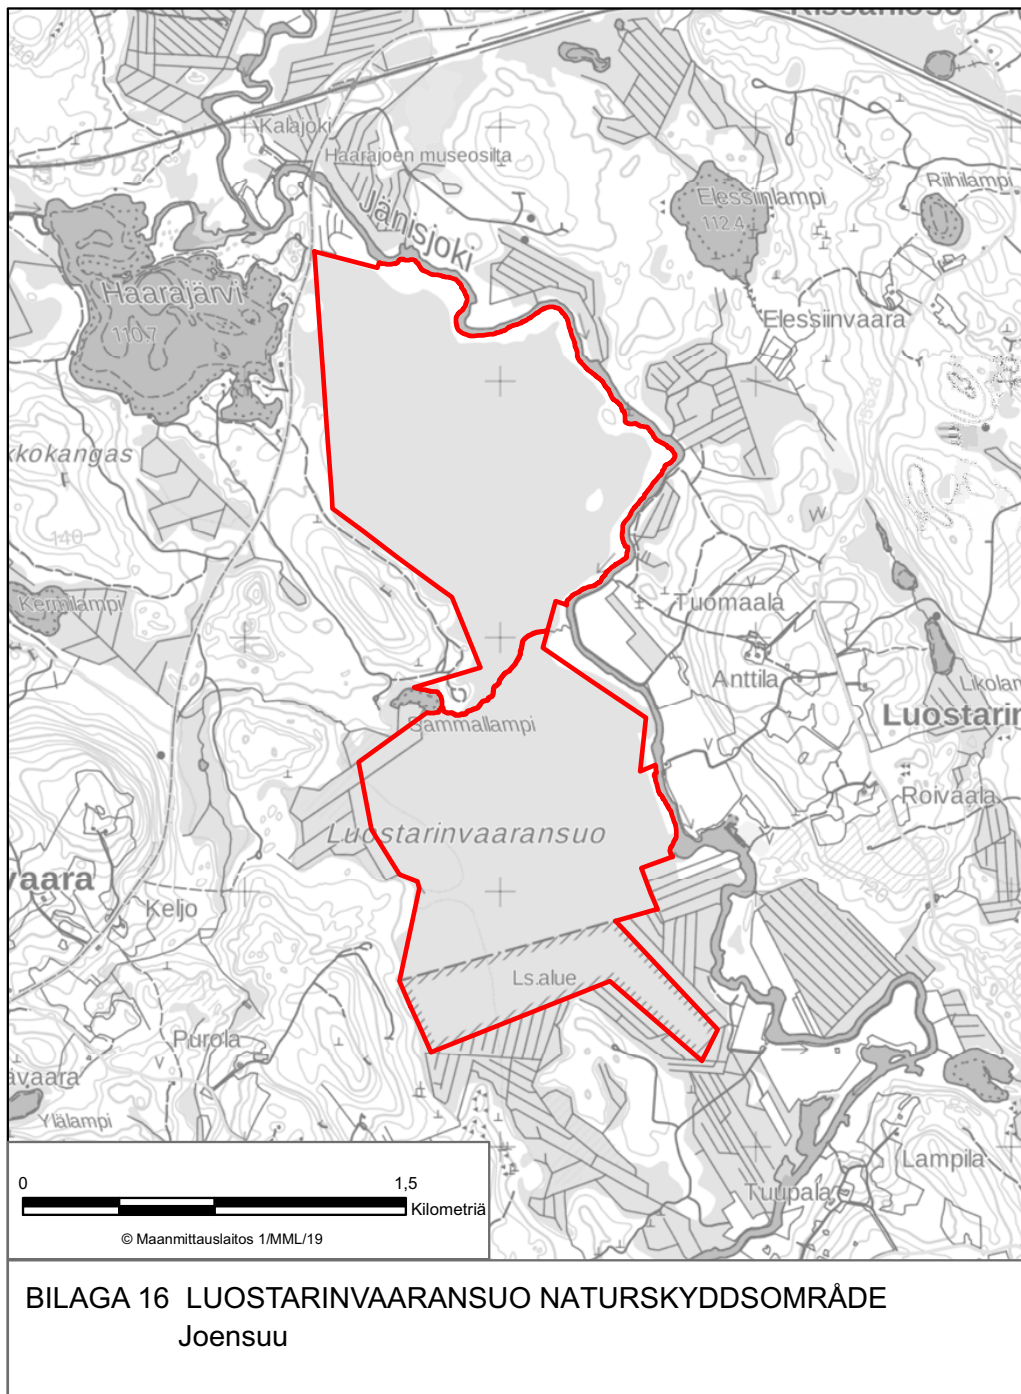 Kalajoki
Haarajoen museosilta
Jänisjoki
Elessiinlampi
112.4
Riihilampi
Haarajärvi
110.7
Elessiinvaara
kkokangas
140
Kermilampi
Tuomaala
Anttila
Likolam
Luostarin
Sammallampi
Roivaala
Luostarinvaaransuo
vaara
Keljo
120
Ls.alue
Purola
avaara
Ylälampi
Lampila
Tuupala
0 1,5
Kilometriä
© Maanmittauslaitos 1/MML/19
BILAGA 16 LUOSTARINVAARANSUO NATURSKYDDSOMRÅDE
Joensuu